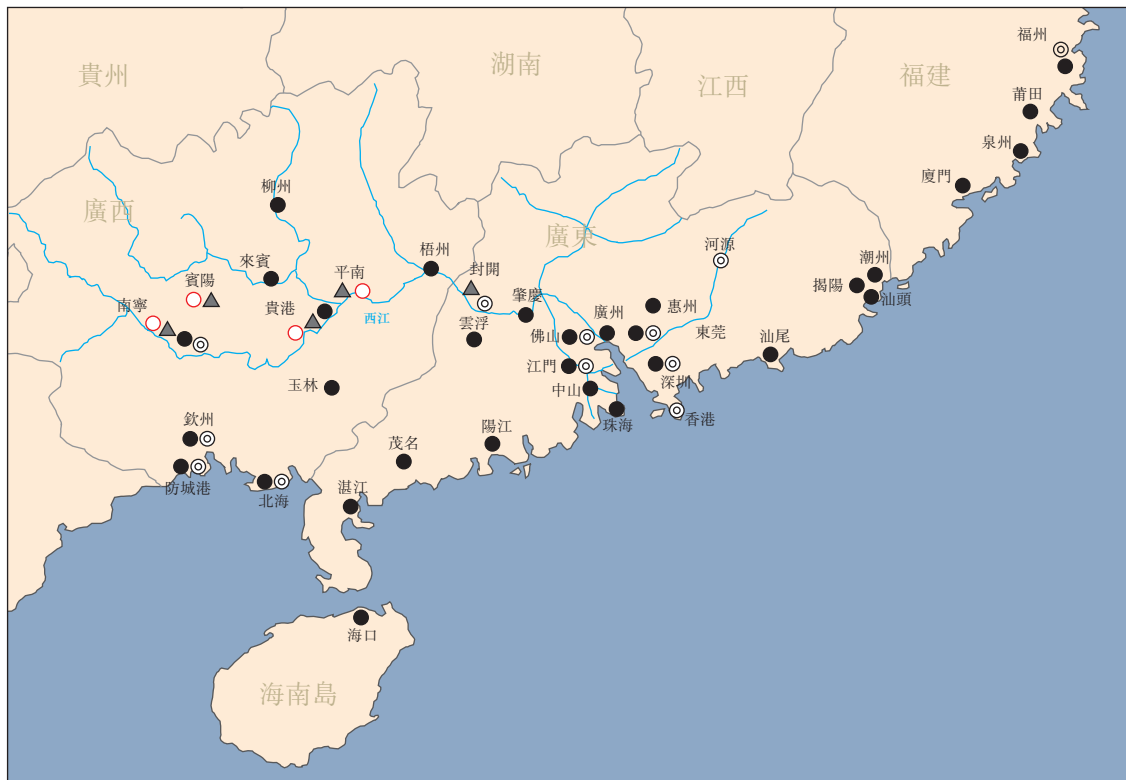 福州
貴州
湖南
江西
福建
莆田
泉州
廈門
柳州
廣西
廣東
河源
潮州
來賓
梧州
封開
平南
賓陽
揭陽
汕頭
南寧
貴港
肇慶
惠州
西江
雲浮
廣州
佛山
東莞
汕尾
江門
深圳
玉林
中山
珠海
香港
欽州
陽江
茂名
防城港
北海
湛江
海口
海南島